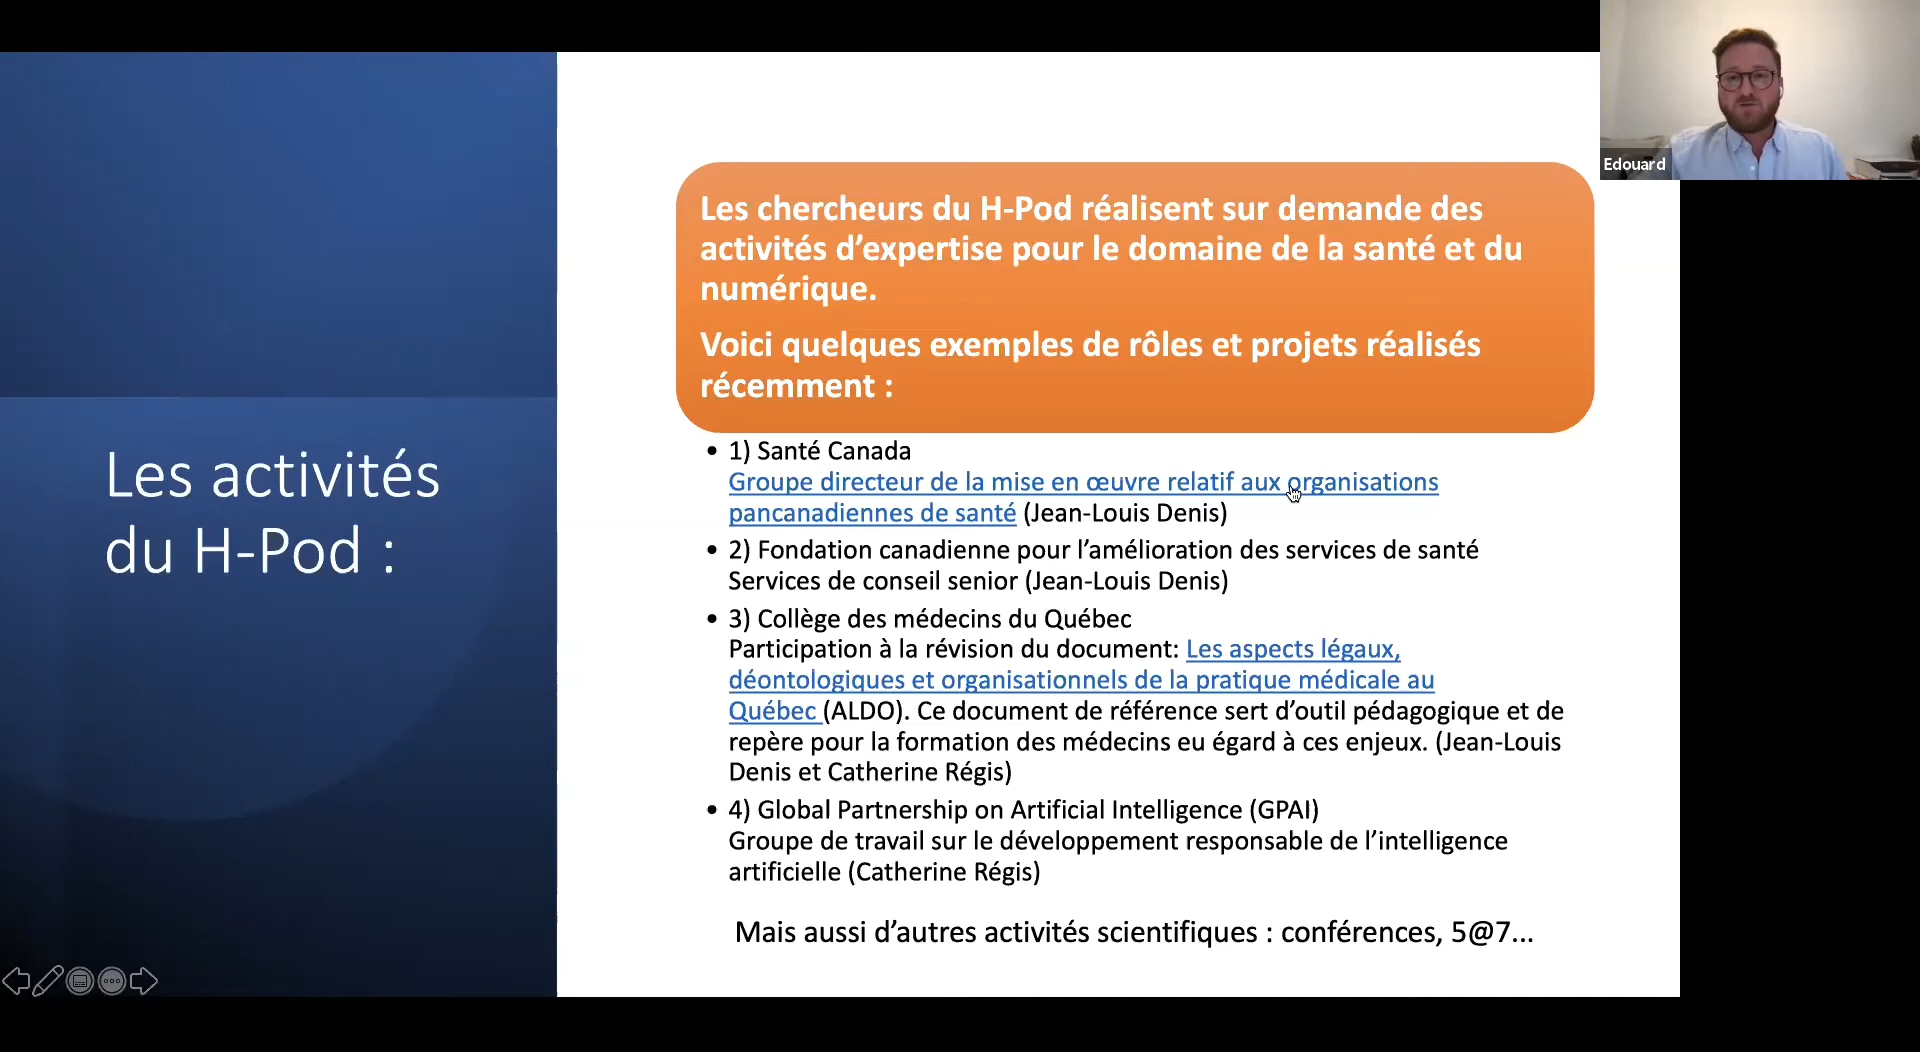 Edouard
Les activités
du H-Pod :
Les chercheurs du H-Pod réalisent sur demande des
activités d’expertise pour le domaine de la santé et du
numérique.
Voici quelques exemples de rôles et projets réalisés
récemment :
• 1) Santé Canada
Groupe directeur de la mise en œuvre relatif aux organisations
pancanadiennes de santé (Jean-Louis Denis)
• 2) Fondation canadienne pour l’amélioration des services de santé
Services de conseil senior (Jean-Louis Denis)
• 3) Collège des médecins du Québec
Participation à la révision du document: Les aspects légaux,
déontologiques et organisationnels de la pratique médicale au
Québec (ALDO). Ce document de référence sert d’outil pédagogique et de
repère pour la formation des médecins eu égard à ces enjeux. (Jean-Louis
Denis et Catherine Régis)
• 4) Global Partnership on Artificial Intelligence (GPAI)
Groupe de travail sur le développement responsable de l’intelligence
artificielle (Catherine Régis)
Mais aussi d’autres activités scientifiques : conférences, 5@7...